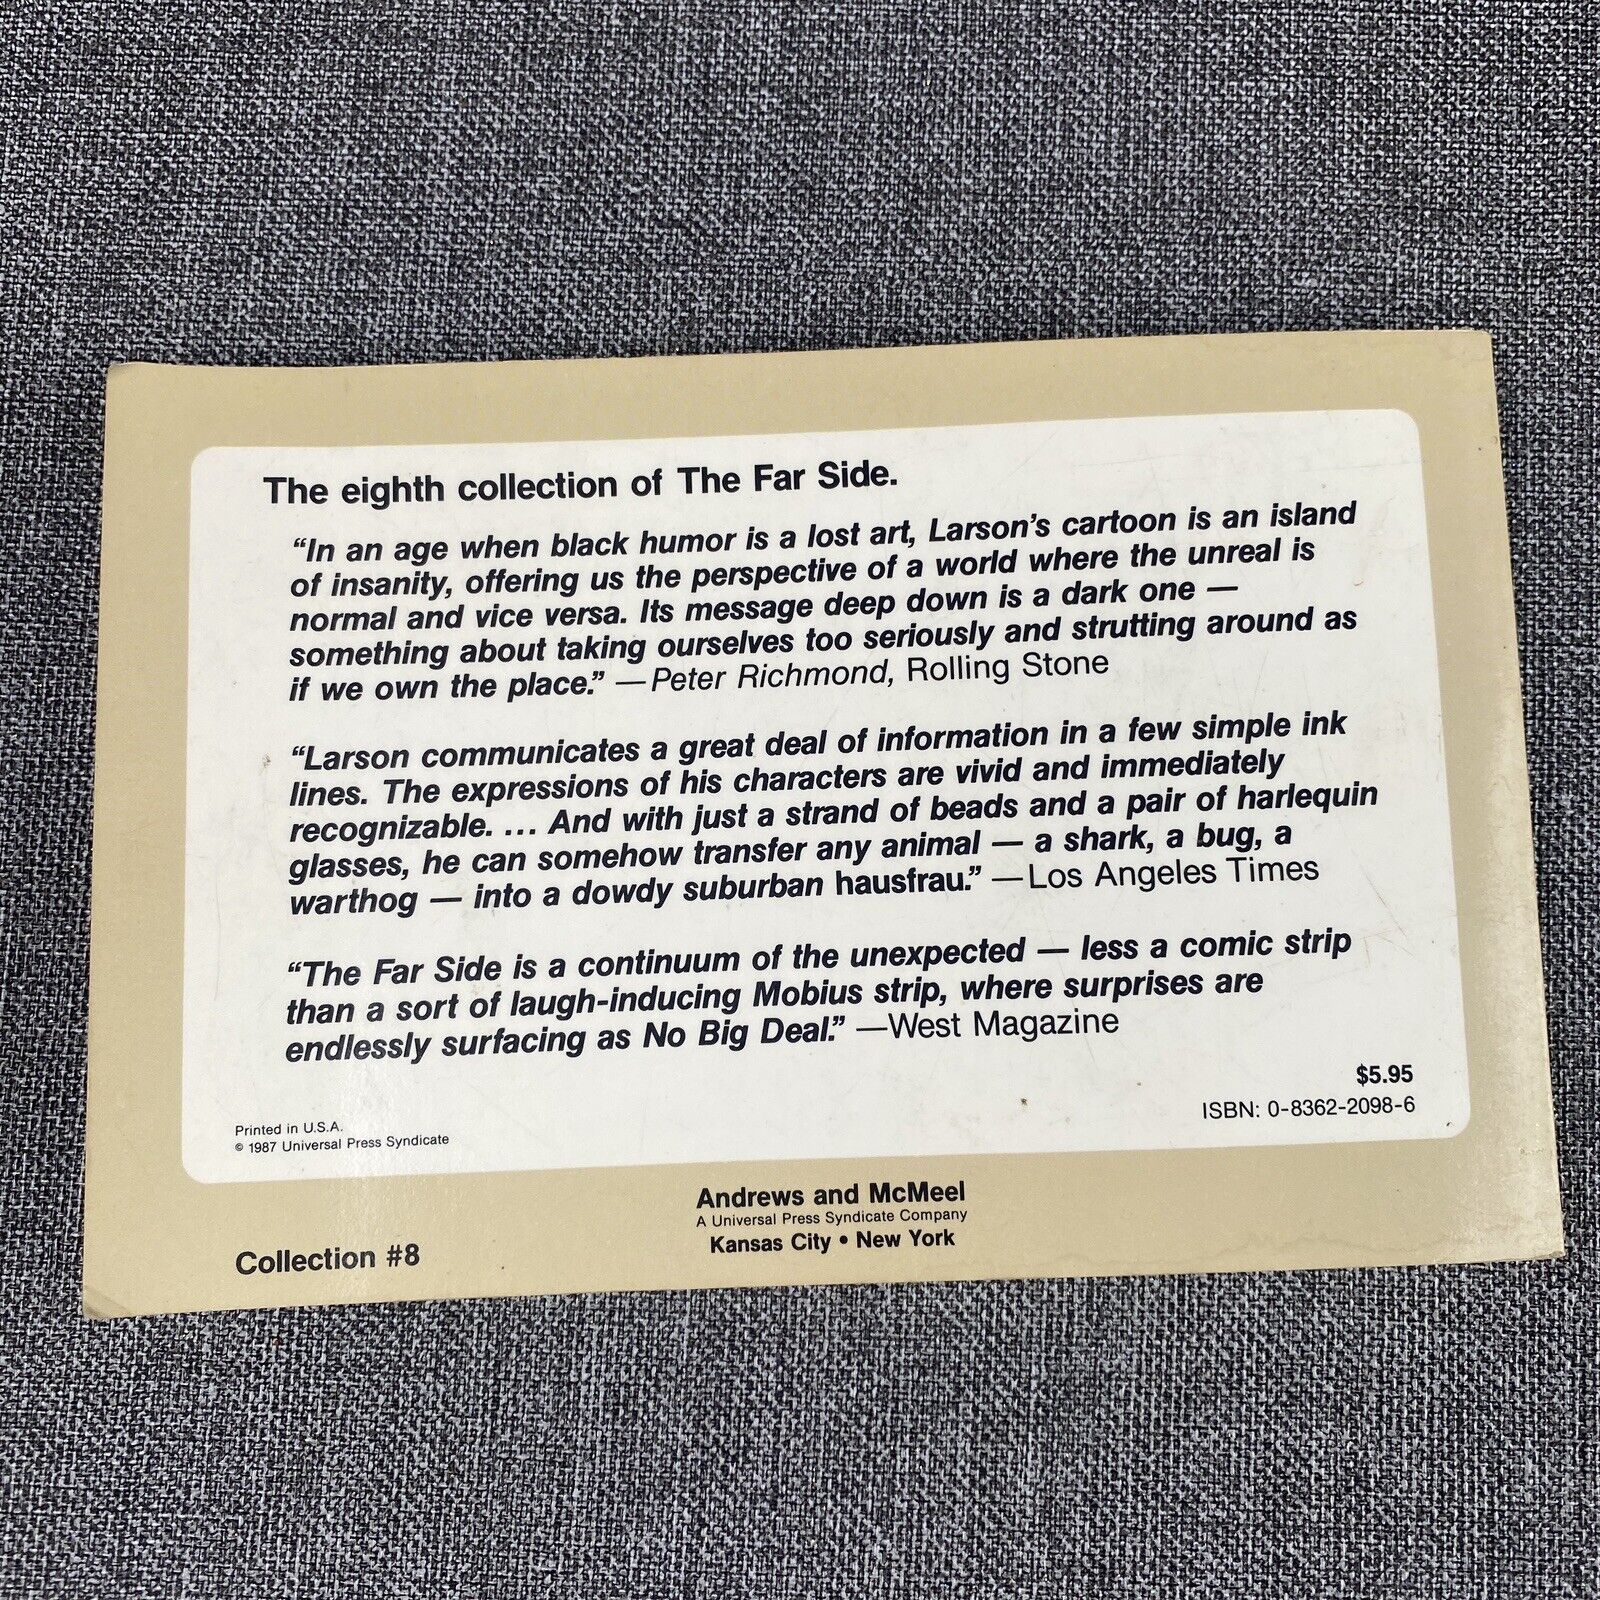 The eighth collection of The Far Side.
“In an age when black humor is a lost art, Larson’s cartoon is an island
of insanity, offering us the perspective of a world where the unreal is
normal and vice versa. Its message deep down is a dark one —
something about taking ourselves too seriously and strutting around as
if we own the place.” —Peter Richmond, Rolling Stone
“Larson communicates a great deal of information in a few simple ink
lines. The expressions of his characters are vivid and immediately
recognizable. ... And with just a strand of beads and a pair of harlequin
glasses, he can somehow transfer any animal — a shark, a bug, a
warthog — into a dowdy suburban hausfrau.” —Los Angeles Times
“The Far Side is a continuum of the unexpected — less a comic strip
than a sort of laugh-inducing Mobius strip, where surprises are
endlessly surfacing as No Big Deal.” —West Magazine
$5.95
ISBN: 0-8362-2098-6
Printed in U.S.A.
© 1987 Universal Press Syndicate
Andrews and McMeel
A Universal Press Syndicate Company
Kansas City • New York
Collection #8